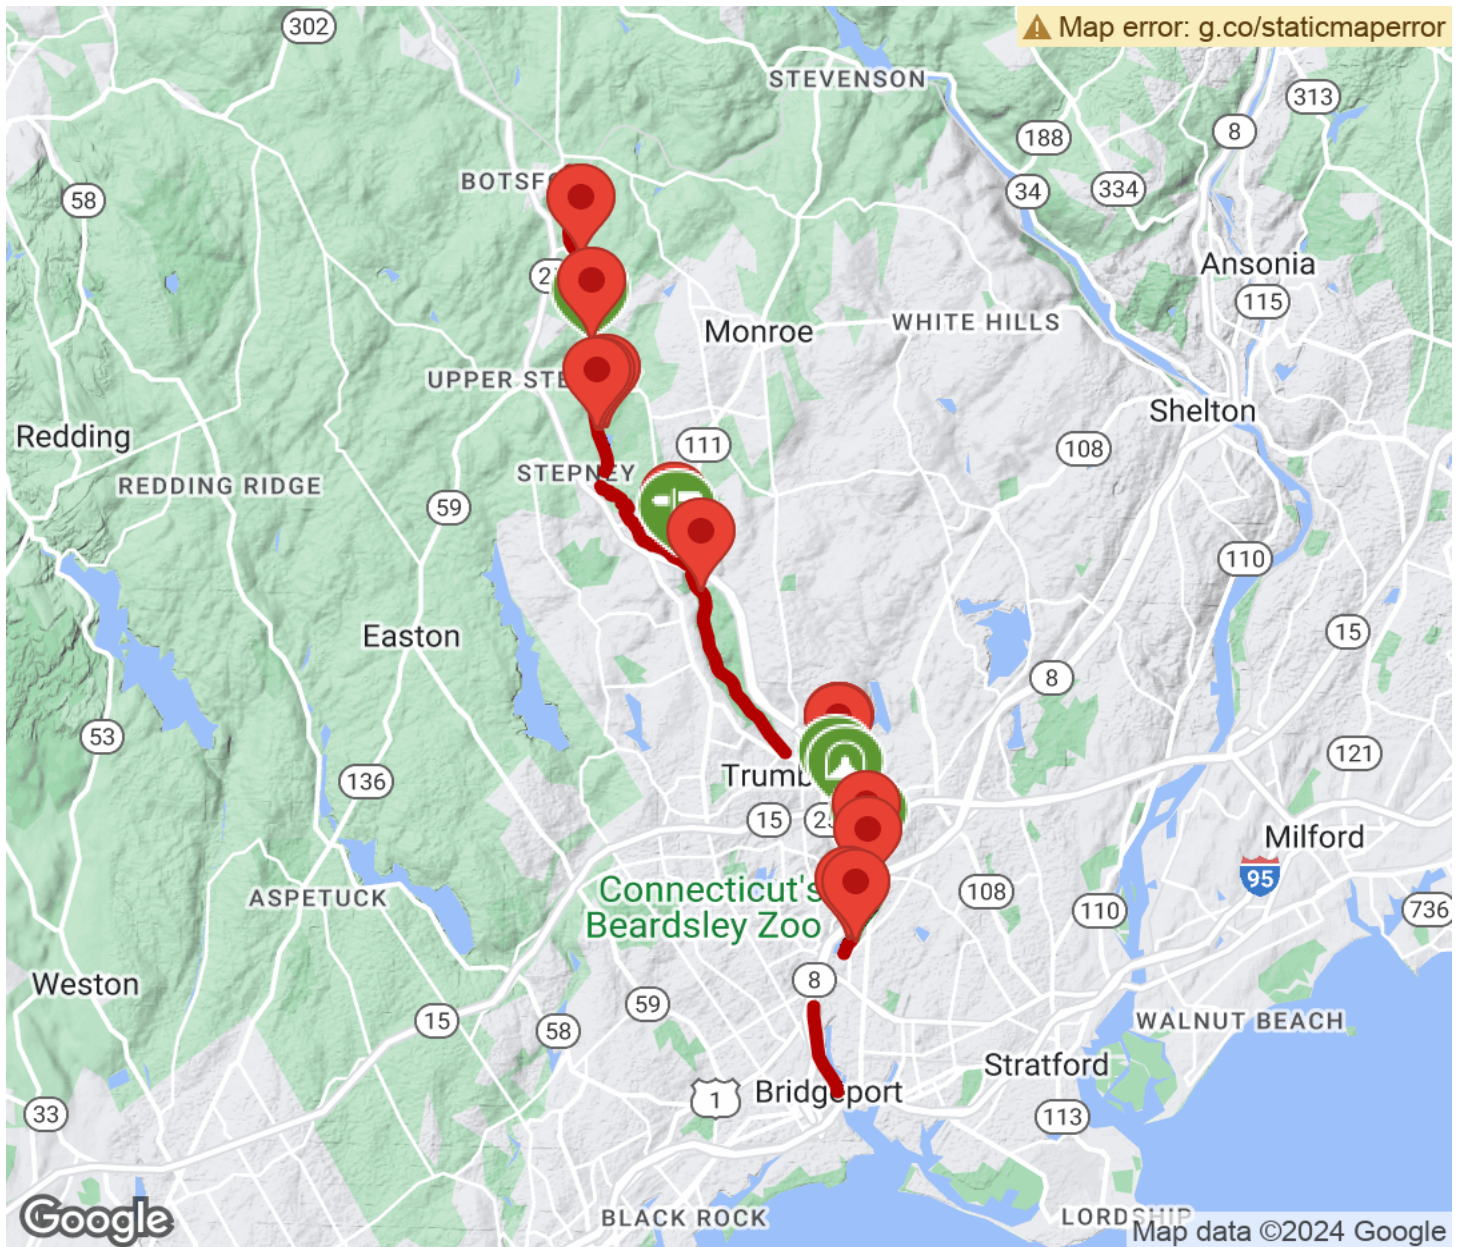 302
Map error: g.co/staticmaperror
STEVENSON
313
8
188
BOTSF
34
334
58
Ansonia
2
115
Monroe
WHITE HILLS
UPPER STE
Shelton
Redding
111
108
STEPNEY
REDDING RIDGE
59
110
15
Easton
8
53
121
Trumb
136
15
25
Milford
Connecticut's
Beardsley Zoo
95
108
110
736
ASPETUCK
Weston
8
59
15
58
WALNUT BEACH
Stratford
Bridgeport
1
33
113
Google
BLACK ROCK
LORDSHIP
Map data ©2024 Google